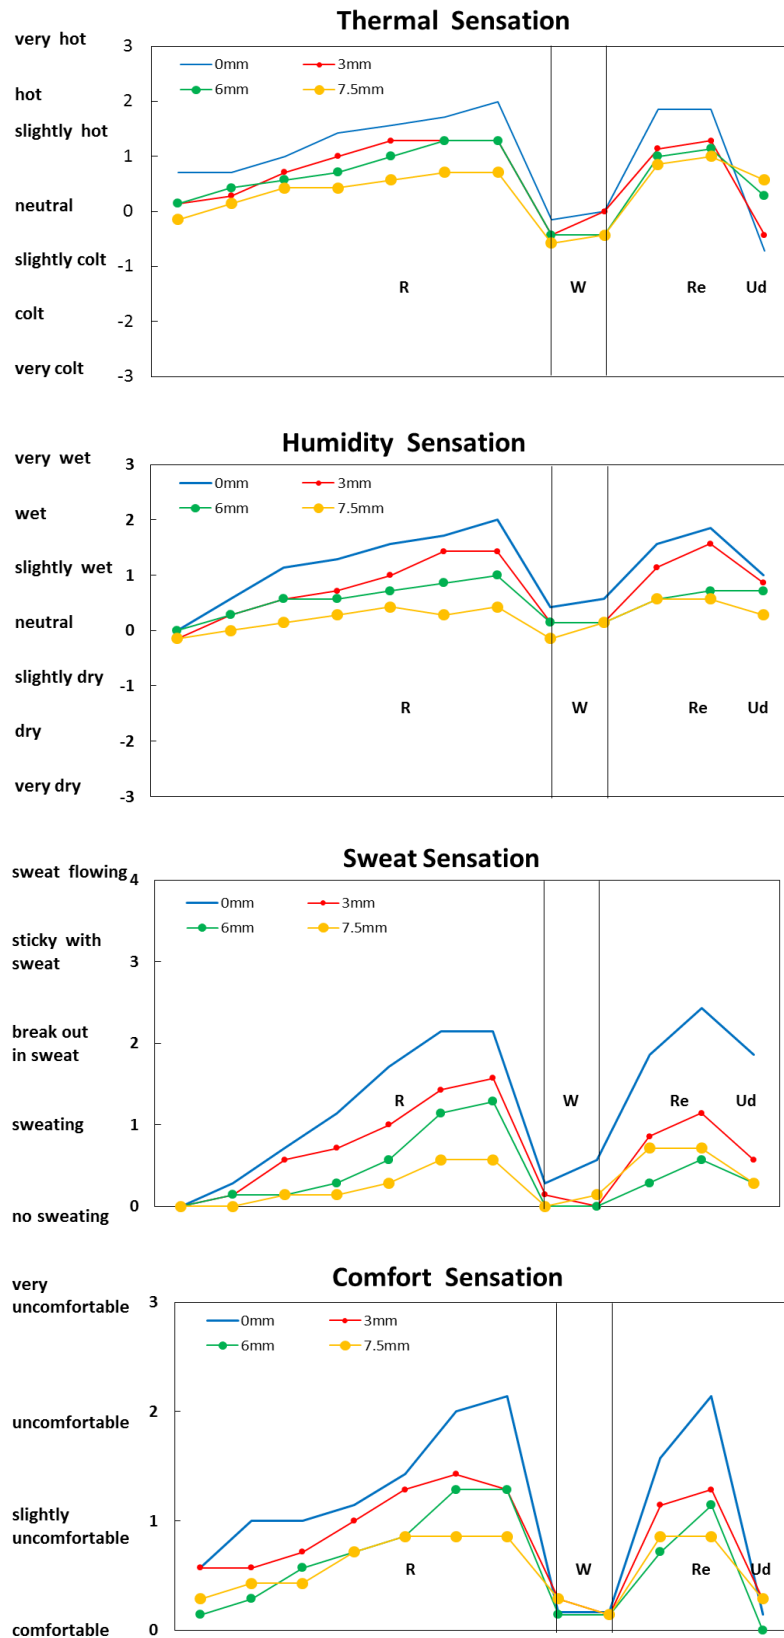 Thermal Sensation
very hot 3
0mm 3mm
6mm 7.5mm
hot 2
slightly hot
1
neutral 0
slightly colt
-1
R W Re Ud
colt
-2
very colt -3
Humidity Sensation
very wet 3
0mm 3mm
6mm 7.5mm
wet 2
slightly wet 1
neutral 0
slightly dry
-1
R W Re Ud
dry -2
very dry -3
Sweat Sensation
sweat flowing 4
0mm 3mm
6mm 7.5mm
sticky with 3
sweat
break out 2
in sweat
R W Re Ud
sweating 1
no sweating 0
Comfort Sensation
very 3
uncomfortable
0mm 3mm
6mm 7.5mm
uncomfortable 2
slightly 1
uncomfortable
R W Re Ud
comfortable 0